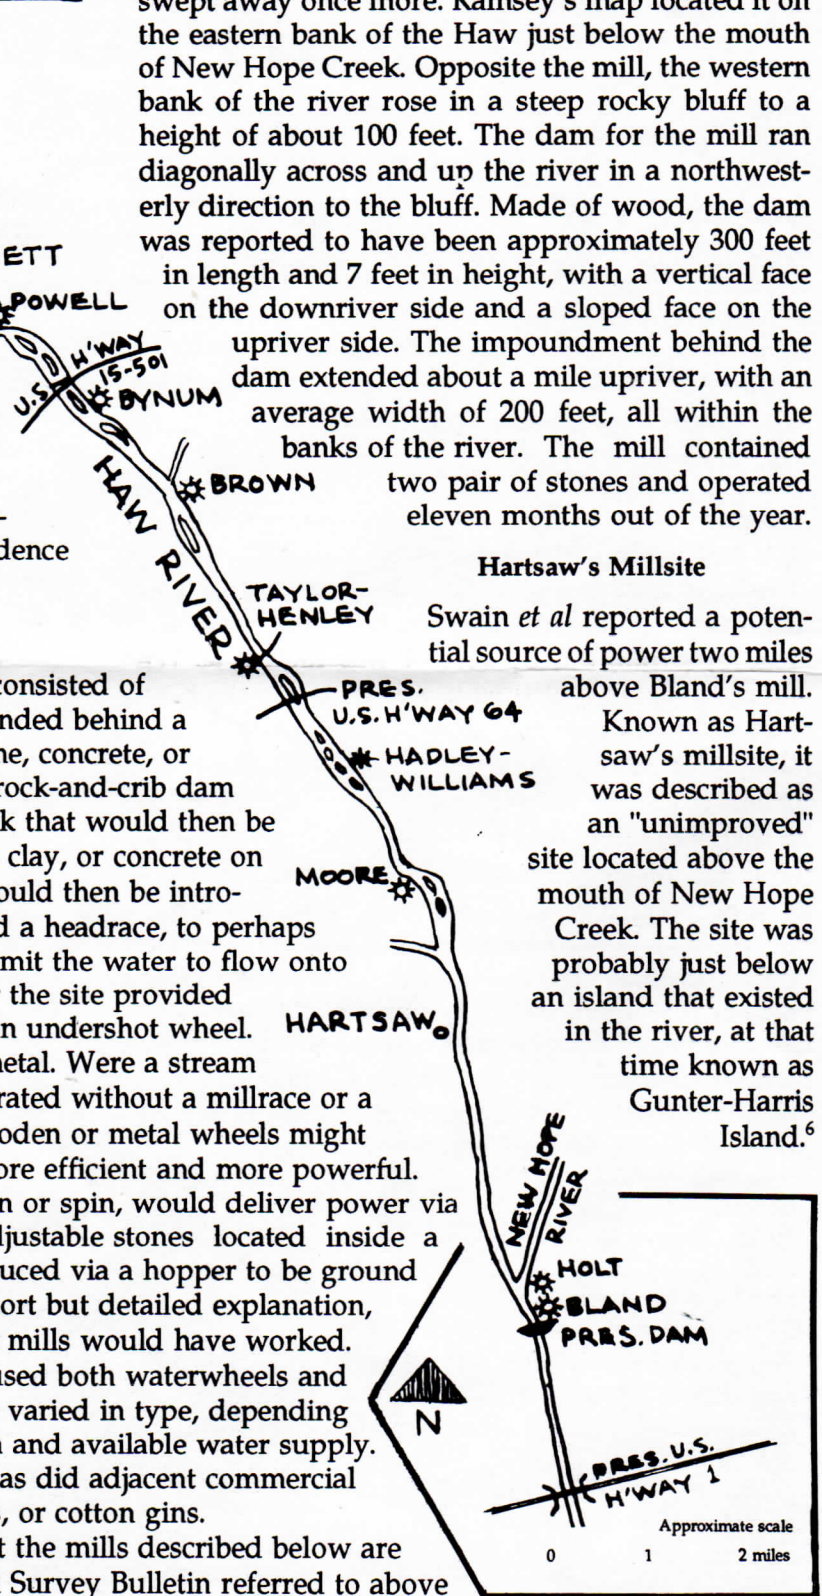 swept away once more. Ramsey's map located it on
the eastern bank of the Haw just below the mouth
of New Hope Creek. Opposite the mill, the western
bank of the river rose in a steep rocky bluff to a
height of about 100 feet. The dam for the mill ran
diagonally across and up the river in a northwest-
erly direction to the bluff. Made of wood, the dam
was reported to have been approximately 300 feet
in length and 7 feet in height, with a vertical face
on the downriver side and a sloped face on the
upriver side. The impoundment behind the
dam extended about a mile upriver, with an
average width of 200 feet, all within the
banks of the river. The mill contained
two pair of stones and operated
eleven months out of the year.
Hartsaw's Millsite
Swain et al reported a poten-
tial source of power two miles
above Bland's mill.
Known as Hart-
saw's millsite, it
was described as
an "unimproved"
site located above the
mouth of New Hope
Creek. The site was
probably just below
an island that existed
in the river, at that
time known as
Gunter-Harris
Island.6
ETT
POWELL
U.S. H'WAY
15-501
BYNUM
BROWN
HAW RIVER
TAYLOR-
HENLEY
PRES.
U.S. H'WAY 64
HADLEY-
WILLIAMS
MOORE
HARTSAW
NEW HOPE
RIVER
HOLT
BLAND
PRES. DAM
N
PRES. U.S.
H'WAY 1
Approximate scale
0 1 2 miles
-
dence
consisted of
nded behind a
ne, concrete, or
rock-and-crib dam
k that would then be
clay, or concrete on
ould then be intro-
d a headrace, to perhaps
mit the water to flow onto
the site provided
n undershot wheel.
netal. Were a stream
rated without a millrace or a
oden or metal wheels might
ore efficient and more powerful.
n or spin, would deliver power via
djustable stones located inside a
uced via a hopper to be ground
ort but detailed explanation,
mills would have worked.
used both waterwheels and
varied in type, depending
n and available water supply.
as did adjacent commercial
, or cotton gins.
t the mills described below are
Survey Bulletin referred to above